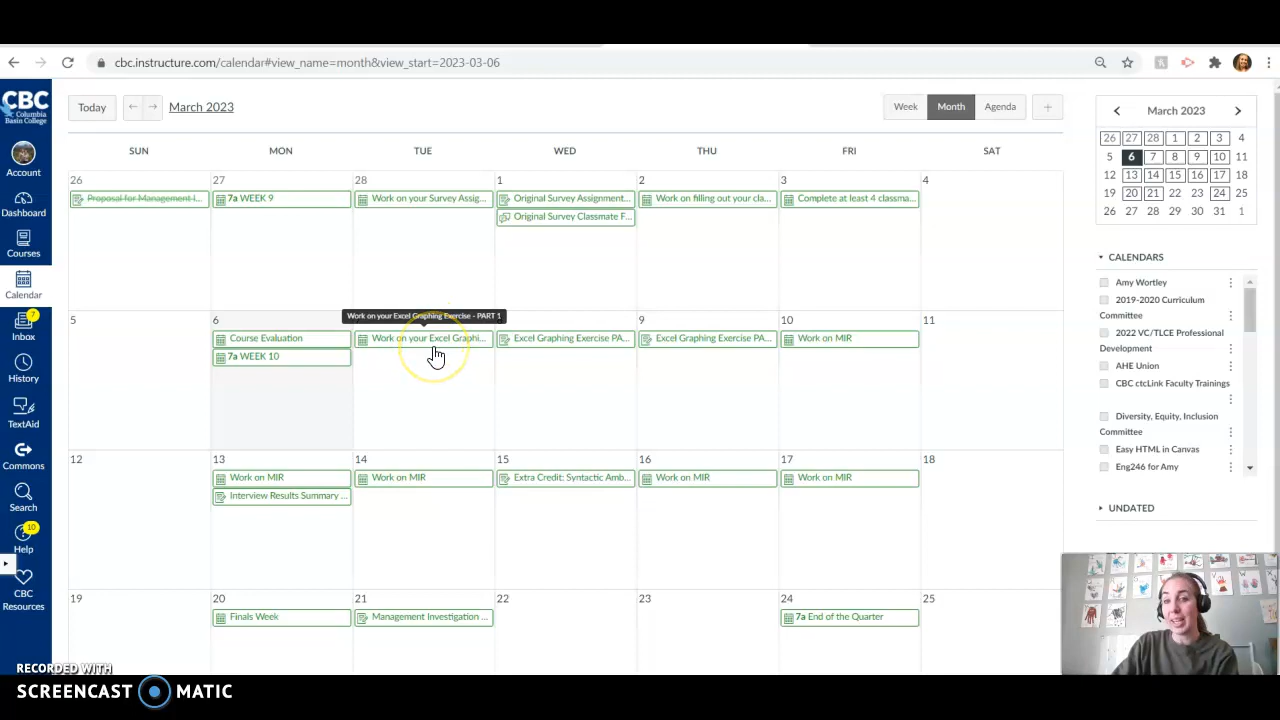 cbc.instructure.com/calendar#view_name=month&view_start=2023-03-06
CBC
Columbia
Basin College
Account
Dashboard
Courses
Calendar
7
Inbox
History
TextAid
Commons
Search
10
Help
CBC
Resources
Today
March 2023
Week
Month
Agenda
SUN
MON
TUE
WED
THU
FRI
SAT
26
27
28
1
2
3
4
Proposal for Management I...
7a WEEK 9
Work on your Survey Assig...
Original Survey Assignment...
Work on filling out your cla...
Complete at least 4 classma...
Original Survey Classmate F...
Work on your Excel Graphing Exercise - PART 1
5
6
9
10
11
Course Evaluation
Work on your Excel Graphi...
Excel Graphing Exercise PA...
Excel Graphing Exercise PA...
Work on MIR
7a WEEK 10
12
13
14
15
16
17
18
Work on MIR
Work on MIR
Extra Credit: Syntactic Amb...
Work on MIR
Work on MIR
Interview Results Summary ...
19
20
21
22
23
24
25
Finals Week
Management Investigation ...
7a End of the Quarter
March 2023
26 27 28 1 2 3 4
5 6 7 8 9 10 11
12 13 14 15 16 17 18
19 20 21 22 23 24 25
26 27 28 29 30 31 1
CALENDARS
Amy Wortley
2019-2020 Curriculum
Committee
2022 VC/TLCE Professional
Development
AHE Union
CBC ctcLink Faculty Trainings
Diversity, Equity, Inclusion
Committee
Easy HTML in Canvas
Eng246 for Amy
UNDATED
RECORDED WITH
SCREENCAST MATIC